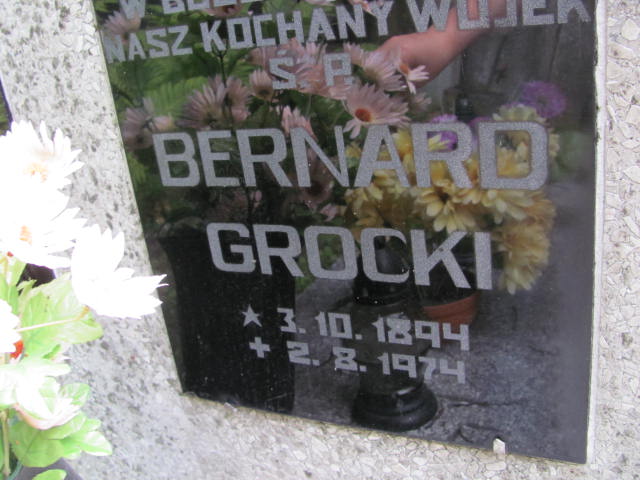 W
NASZ KOCHANY WUJEK
Ś. P.
BERNARD
GROCKI
★ 3. 10. 1894
+ 2. 8. 1974